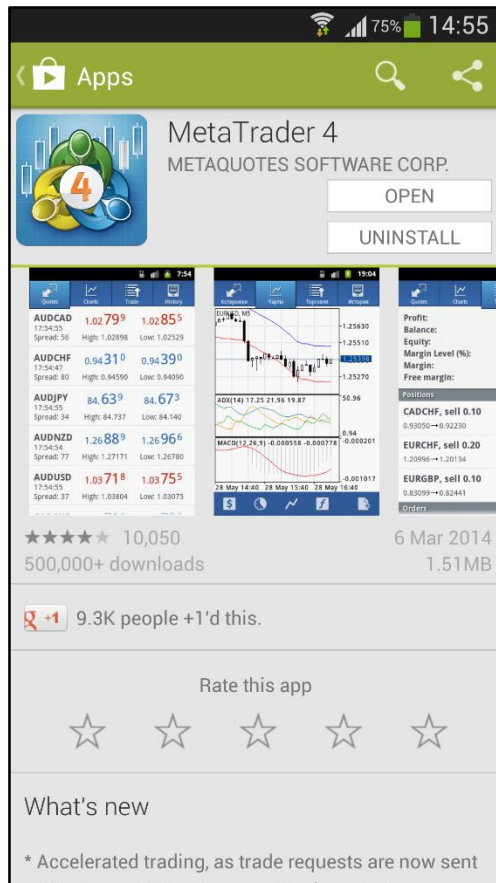 75% 14:55
Apps
MetaTrader 4
METAQUOTES SOFTWARE CORP.
4
OPEN
UNINSTALL
7:54
Quotes Charts Trade History
AUDCAD 1.02799 1.02855
17:54:55
Spread: 56 High: 1.02898 Low: 1.02529
AUDCHF 0.94310 0.94390
17:54:47
Spread: 80 High: 0.94590 Low: 0.94090
AUDJPY 84.639 84.673
17:54:55
Spread: 34 High: 84.737 Low: 84.140
AUDNZD 1.26889 1.26966
17:54:54
Spread: 77 High: 1.27171 Low: 1.26780
AUDUSD 1.03718 1.03755
17:54:55
Spread: 37 High: 1.03804 Low: 1.03075
19:04
Котировки Чарты Торговля История
EURUSD, M5
1.25630
1.25510
1.25398
1.25270
ADX(14) 17.25 21.96 19.87
50.96
0.94
MACD(12,26,9) -0.000558 -0.000778
-0.000201
-0.001017
28 May 14:40 28 May 15:40 28 May 16:40
Quotes Charts
Profit:
Balance:
Equity:
Margin Level (%):
Margin:
Free margin:
Positions
CADCHF, sell 0.10
0.93050→0.92230
EURCHF, sell 0.20
1.20996→1.20134
EURGBP, sell 0.10
0.83099→0.82441
Orders
10,050
6 Mar 2014
500,000+ downloads
1.51MB
g +1 9.3K people +1'd this.
Rate this app
What's new
* Accelerated trading, as trade requests are now sent